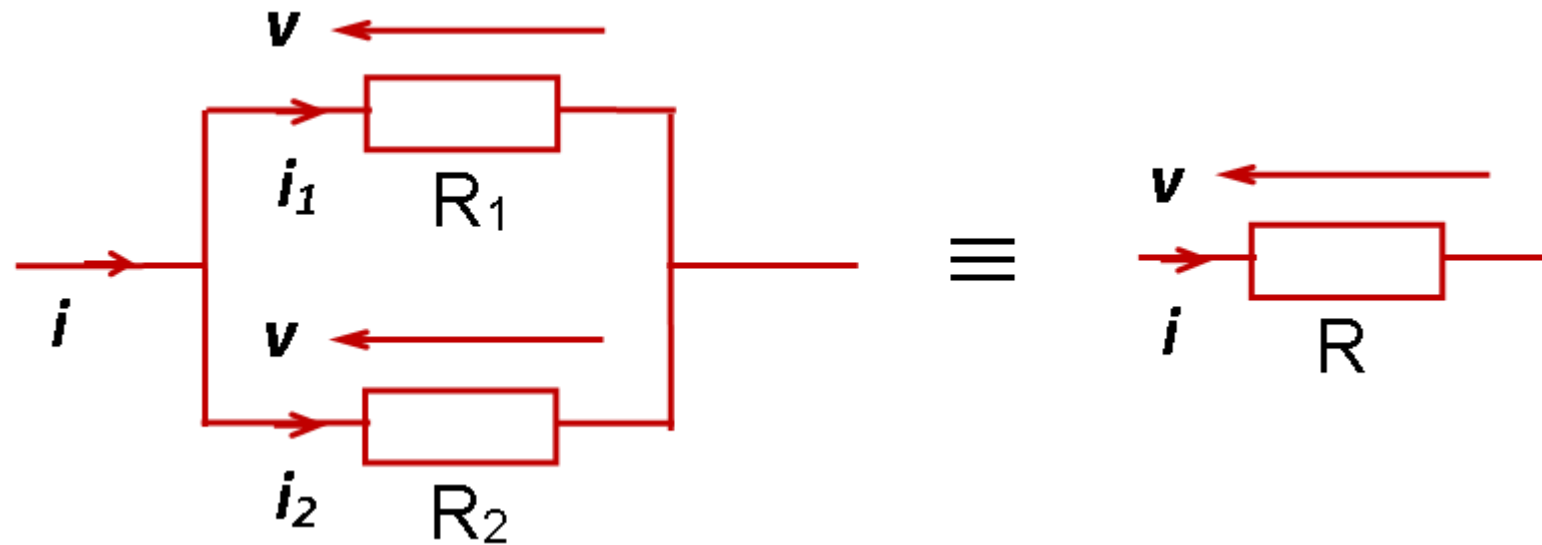 v
i₁
R₁
i
v
i₂
R₂
≡
v
i
R